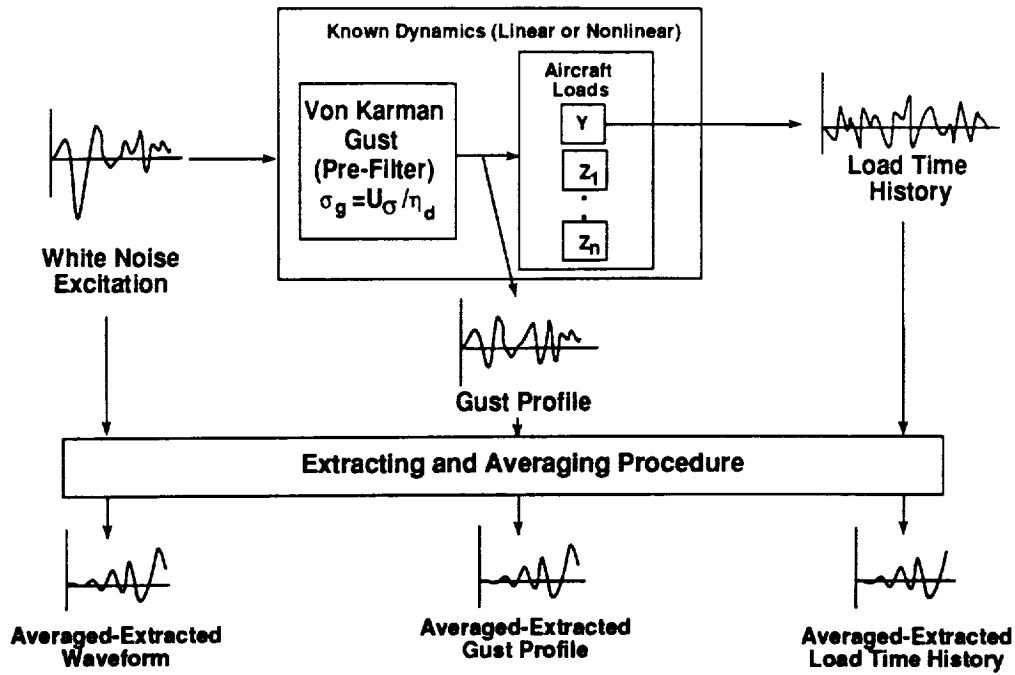 Known Dynamics (Linear or Nonlinear)
Aircraft
Loads
Von Karman
Gust
(Pre-Filter)
σg =Uσ /ηd
Y
Z1
Zn
White Noise
Excitation
Load Time
History
Gust Profile
Extracting and Averaging Procedure
Averaged-Extracted
Waveform
Averaged-Extracted
Gust Profile
Averaged-Extracted
Load Time History